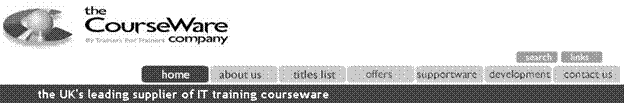 the
CourseWare
By Trainers For Trainers
company
search links
home about us titles list offers supportware development contact us
the UK's leading supplier of IT training courseware